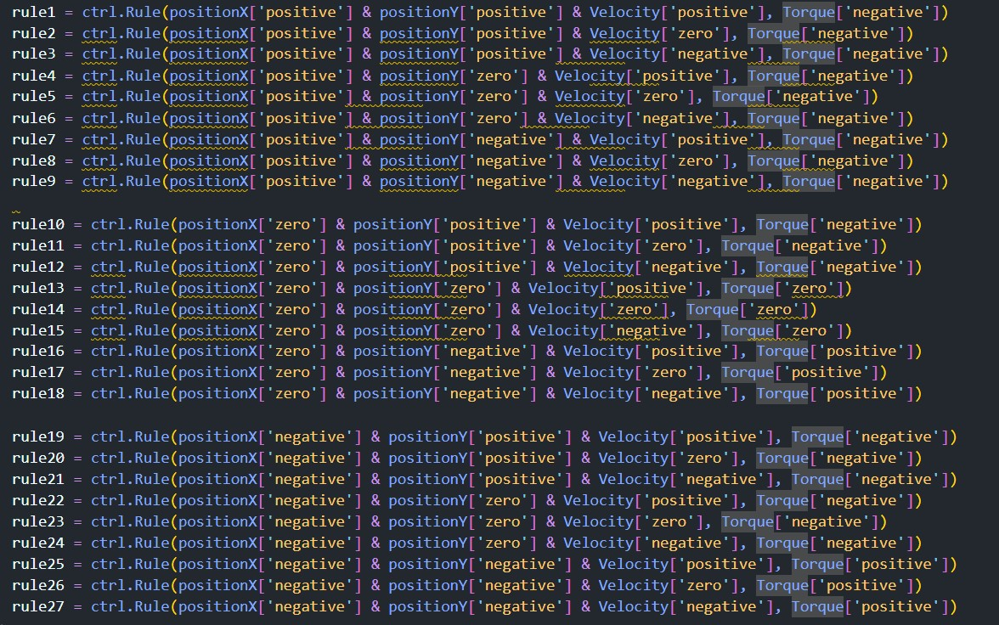 rule1 = ctrl.Rule(positionX['positive'] & positionY['positive'] & Velocity['positive'], Torque['negative'])
rule2 = ctrl.Rule(positionX['positive'] & positionY['positive'] & Velocity['zero'], Torque['negative'])
rule3 = ctrl.Rule(positionX['positive'] & positionY['positive'] & Velocity['negative'], Torque['negative'])
rule4 = ctrl.Rule(positionX['positive'] & positionY['zero'] & Velocity['positive'], Torque['negative'])
rule5 = ctrl.Rule(positionX['positive'] & positionY['zero'] & Velocity['zero'], Torque['negative'])
rule6 = ctrl.Rule(positionX['positive'] & positionY['zero'] & Velocity['negative'], Torque['negative'])
rule7 = ctrl.Rule(positionX['positive'] & positionY['negative'] & Velocity['positive'], Torque['negative'])
rule8 = ctrl.Rule(positionX['positive'] & positionY['negative'] & Velocity['zero'], Torque['negative'])
rule9 = ctrl.Rule(positionX['positive'] & positionY['negative'] & Velocity['negative'], Torque['negative'])
rule10 = ctrl.Rule(positionX['zero'] & positionY['positive'] & Velocity['positive'], Torque['negative'])
rule11 = ctrl.Rule(positionX['zero'] & positionY['positive'] & Velocity['zero'], Torque['negative'])
rule12 = ctrl.Rule(positionX['zero'] & positionY['positive'] & Velocity['negative'], Torque['negative'])
rule13 = ctrl.Rule(positionX['zero'] & positionY['zero'] & Velocity['positive'], Torque['zero'])
rule14 = ctrl.Rule(positionX['zero'] & positionY['zero'] & Velocity['zero'], Torque['zero'])
rule15 = ctrl.Rule(positionX['zero'] & positionY['zero'] & Velocity['negative'], Torque['zero'])
rule16 = ctrl.Rule(positionX['zero'] & positionY['negative'] & Velocity['positive'], Torque['positive'])
rule17 = ctrl.Rule(positionX['zero'] & positionY['negative'] & Velocity['zero'], Torque['positive'])
rule18 = ctrl.Rule(positionX['zero'] & positionY['negative'] & Velocity['negative'], Torque['positive'])
rule19 = ctrl.Rule(positionX['negative'] & positionY['positive'] & Velocity['positive'], Torque['negative'])
rule20 = ctrl.Rule(positionX['negative'] & positionY['positive'] & Velocity['zero'], Torque['negative'])
rule21 = ctrl.Rule(positionX['negative'] & positionY['positive'] & Velocity['negative'], Torque['negative'])
rule22 = ctrl.Rule(positionX['negative'] & positionY['zero'] & Velocity['positive'], Torque['negative'])
rule23 = ctrl.Rule(positionX['negative'] & positionY['zero'] & Velocity['zero'], Torque['negative'])
rule24 = ctrl.Rule(positionX['negative'] & positionY['zero'] & Velocity['negative'], Torque['negative'])
rule25 = ctrl.Rule(positionX['negative'] & positionY['negative'] & Velocity['positive'], Torque['positive'])
rule26 = ctrl.Rule(positionX['negative'] & positionY['negative'] & Velocity['zero'], Torque['positive'])
rule27 = ctrl.Rule(positionX['negative'] & positionY['negative'] & Velocity['negative'], Torque['positive'])